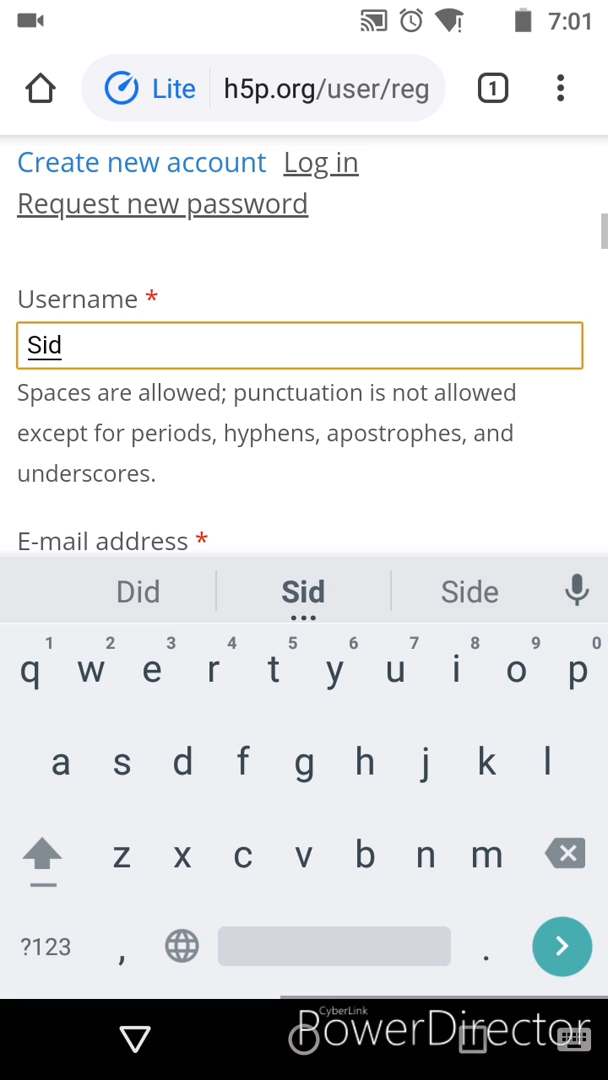 7:01
Lite h5p.org/user/reg 1
Create new account Log in
Request new password
Username *
Sid
Spaces are allowed; punctuation is not allowed
except for periods, hyphens, apostrophes, and
underscores.
E-mail address *
Did Sid Side
1 2 3 4 5 6 7 8 9 0
q w e r t y u i o p
a s d f g h j k l
z x c v b n m
?123 , .
CyberLink
PowerDirector